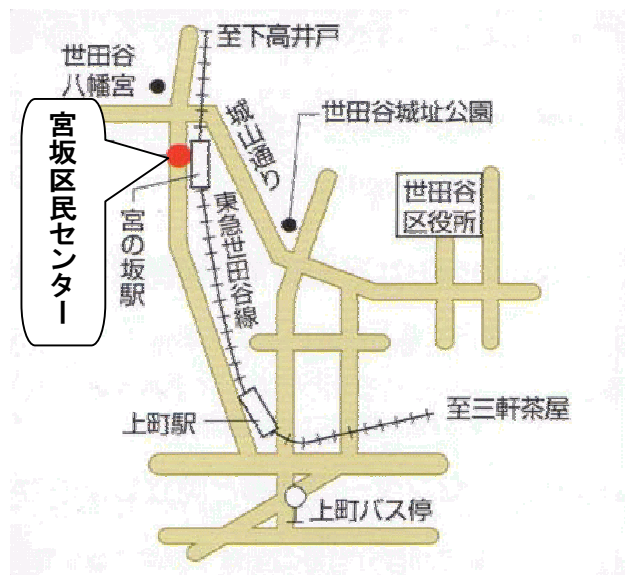 至下高井戸
世田谷
八幡宮
世田谷城址公園
城山通り
宮坂区民センター
世田谷
区役所
宮の坂駅
東急世田谷線
至三軒茶屋
上町駅
上町バス停